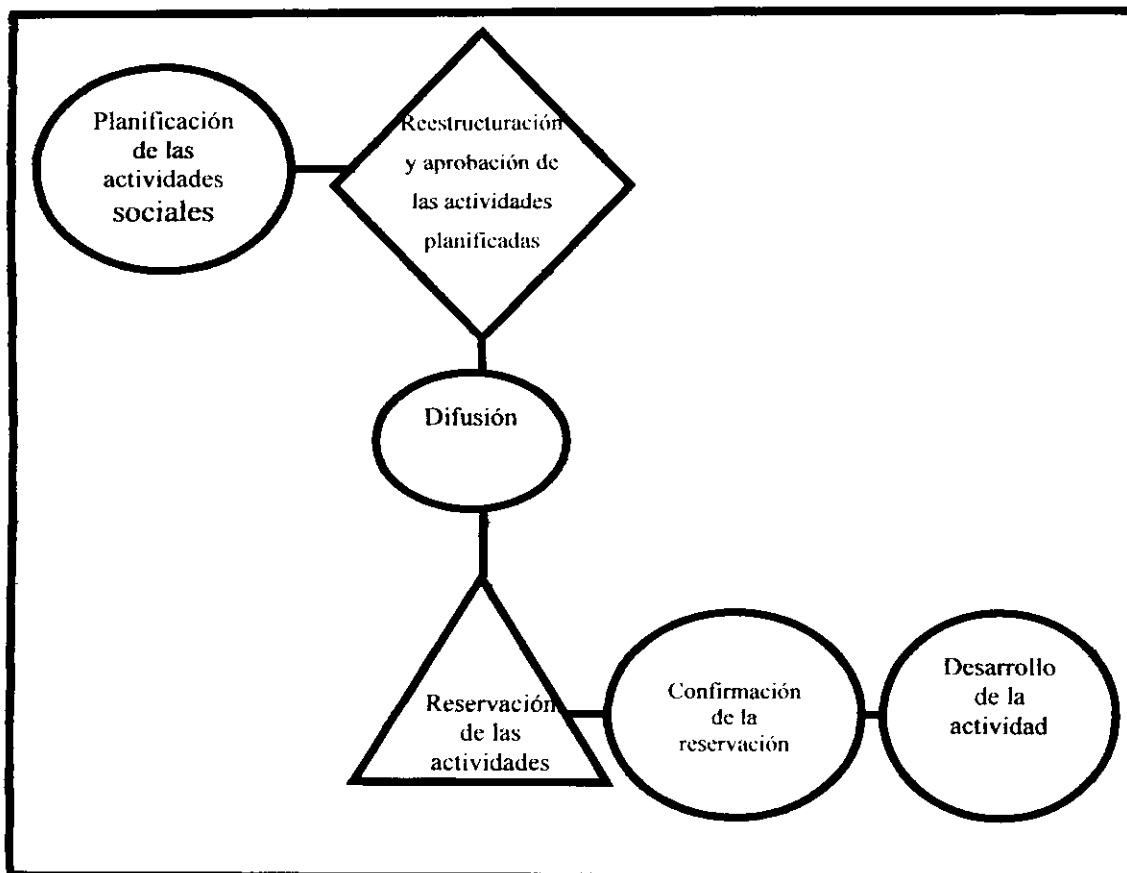 Planificación
de las
actividades
sociales
Reestructuración
y aprobación de
las actividades
planificadas
Difusión
Reservación
de las
actividades
Confirmación
de la
reservación
Desarrollo
de la
actividad